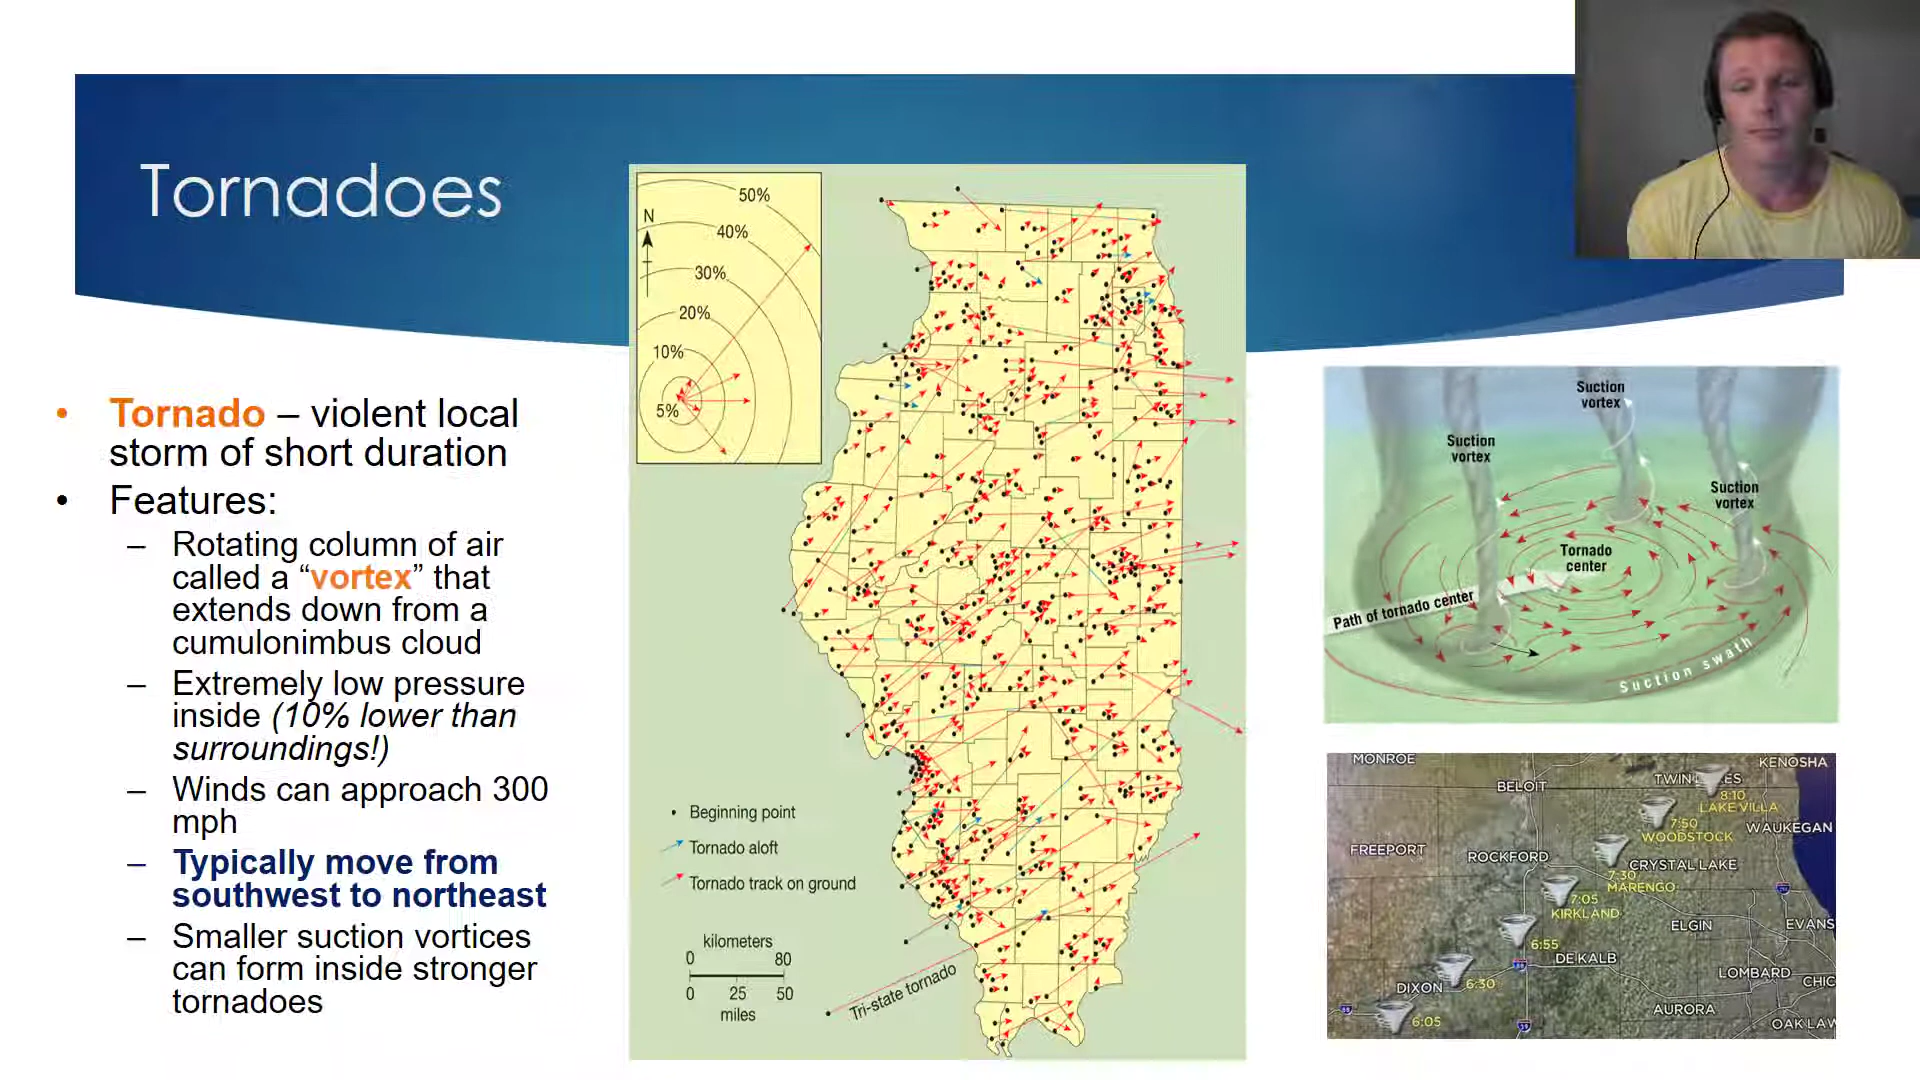 Tornadoes
• Tornado – violent local
storm of short duration
• Features:
– Rotating column of air
called a “vortex” that
extends down from a
cumulonimbus cloud
– Extremely low pressure
inside (10% lower than
surroundings!)
– Winds can approach 300
mph
– Typically move from
southwest to northeast
– Smaller suction vortices
can form inside stronger
tornadoes
50%
N
40%
30%
20%
10%
5%
Beginning point
Tornado aloft
Tornado track on ground
kilometers
0 80
0 25 50
miles
Tri-state tornado
Suction
vortex
Suction
vortex
Suction
vortex
Tornado
center
Path of tornado center
Suction swath
MONROE
KENOSHA
BELOIT
8:10
LAKE VILLA
7:50
WOODSTOCK
WAUKEGAN
FREEPORT
ROCKFORD
CRYSTAL LAKE
7:30
MARENGO
7:05
KIRKLAND
ELGIN
EVANS
6:55
DE KALB
LOMBARD
CHIC
DIXON
6:30
AURORA
6:05
OAK LAW